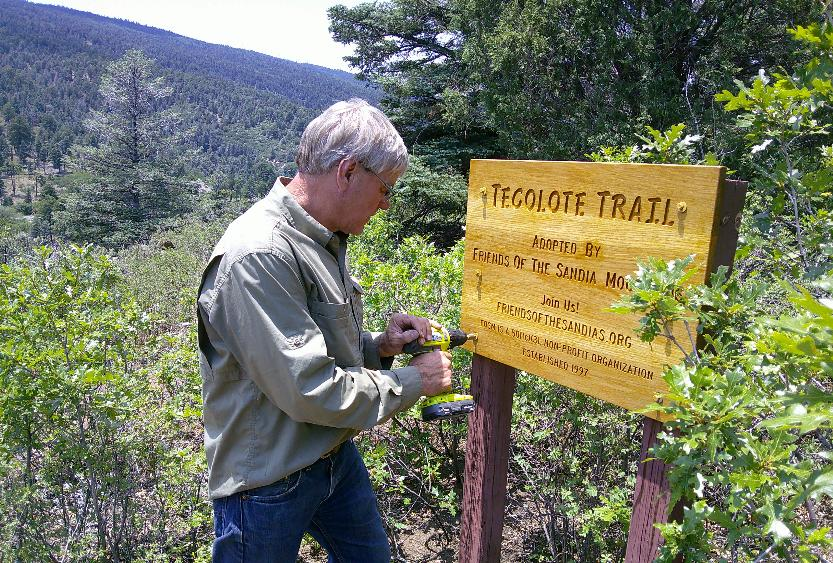 TECOLOTE TRAIL
ADOPTED BY
FRIENDS OF THE SANDIA
JOIN US!
FRIENDSOFTHESANDIAS.ORG
FOSM IS A 501(C)(3), NON-PROFIT ORGANIZATION
ESTABLISHED 1997